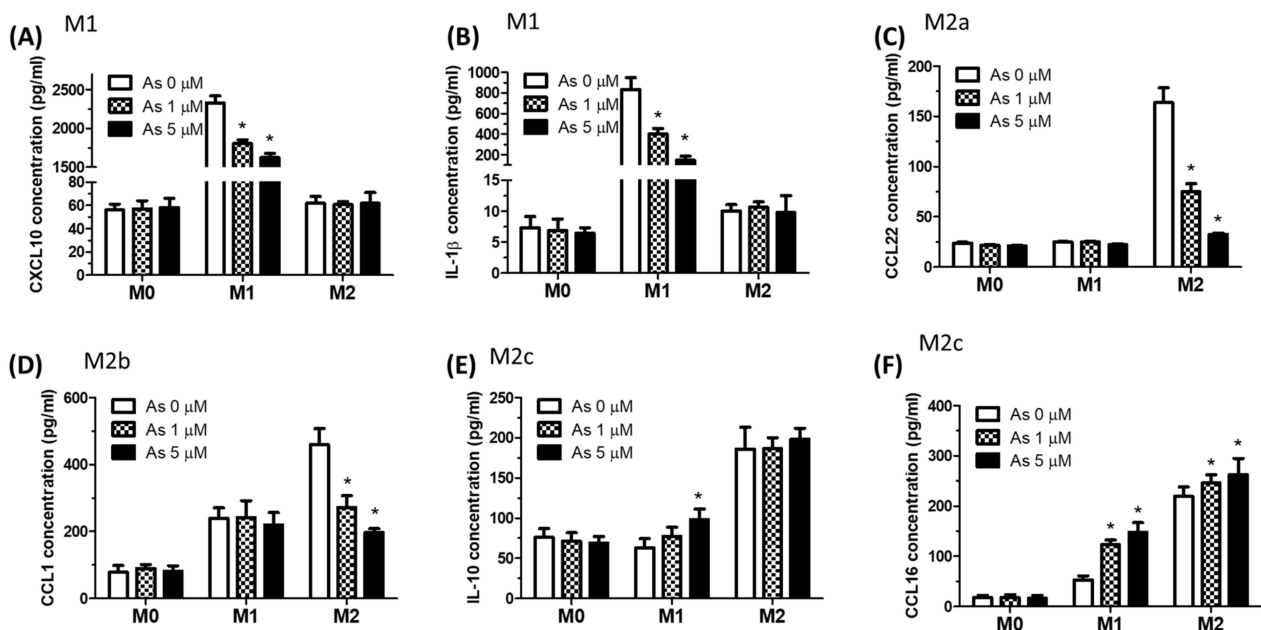 (A) M1
CXCL10 concentration (pg/ml)
As 0 μM
As 1 μM
As 5 μM
2500
2000
1500
80
60
40
20
0
* *
M0 M1 M2
(B) M1
IL-1β concentration (pg/ml)
As 0 μM
As 1 μM
As 5 μM
1000
800
600
400
200
15
10
5
0
* *
M0 M1 M2
(C) M2a
CCL22 concentration (pg/ml)
As 0 μM
As 1 μM
As 5 μM
200
150
100
50
0
* *
M0 M1 M2
(D) M2b
CCL1 concentration (pg/ml)
As 0 μM
As 1 μM
As 5 μM
600
400
200
0
* *
M0 M1 M2
(E) M2c
IL-10 concentration (pg/ml)
As 0 μM
As 1 μM
As 5 μM
250
200
150
100
50
0
*
M0 M1 M2
(F) M2c
CCL16 concentration (pg/ml)
As 0 μM
As 1 μM
As 5 μM
400
300
200
100
0
* * * *
M0 M1 M2